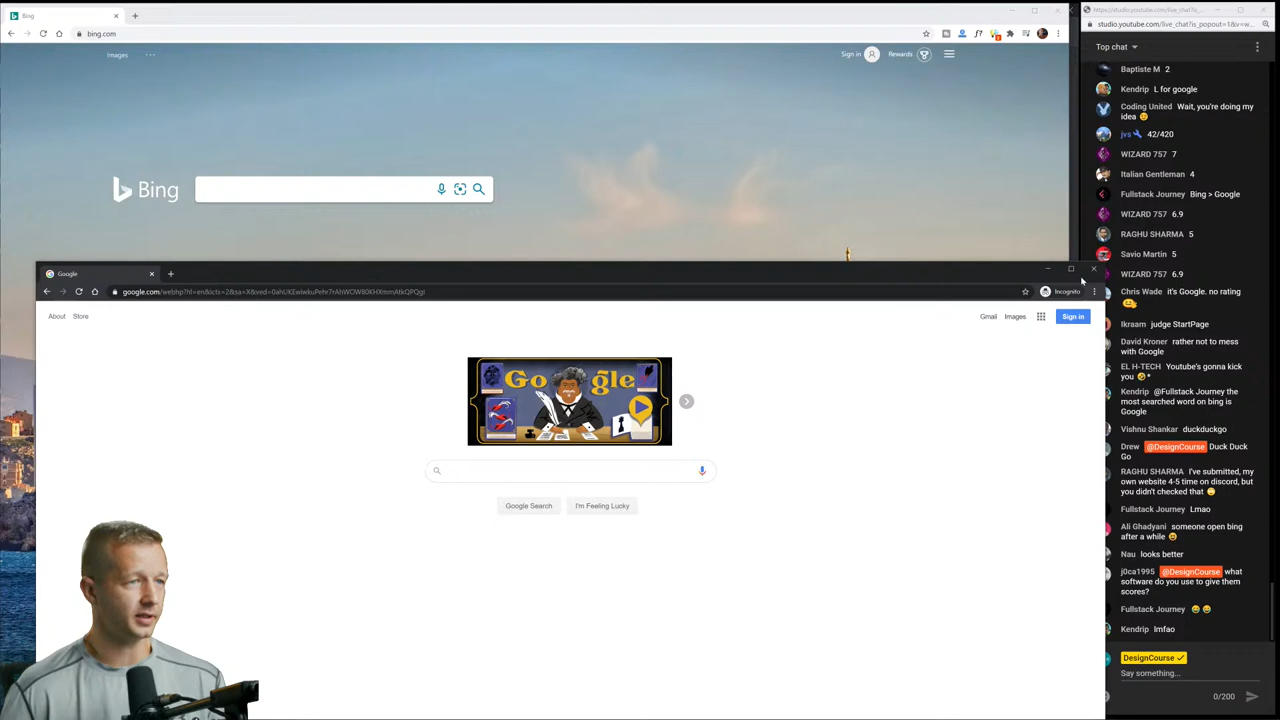 Bing
bing.com
Images
Sign in
Rewards
Bing
Google
Incognito
About
Store
Gmail
Images
Sign in
Google
Google Search
I'm Feeling Lucky
studio.youtube.com/live_chat?is_popout=1&v=w...
Top chat
Baptiste M 2
Kendrip L for google
Coding United Wait, you're doing my
idea
jvs 42/420
WIZARD 757 7
Italian Gentleman 4
Fullstack Journey Bing > Google
WIZARD 757 6.9
RAGHU SHARMA 5
Savio Martin 5
WIZARD 757 6.9
Chris Wade it's Google. no rating
Ikraam judge StartPage
David Kroner rather not to mess
with Google
EL H-TECH Youtube's gonna kick
you *
Kendrip @Fullstack Journey the
most searched word on bing is
Google
Vishnu Shankar duckduckgo
Drew @DesignCourse Duck Duck
Go
RAGHU SHARMA I've submitted, my
own website 4-5 time on discord, but
you didn't checked that
Fullstack Journey Lmao
Ali Ghadyani someone open bing
after a while
Nau looks better
j0ca1995 @DesignCourse what
software do you use to give them
scores?
Fullstack Journey
Kendrip lmfao
DesignCourse
Say something...
0/200